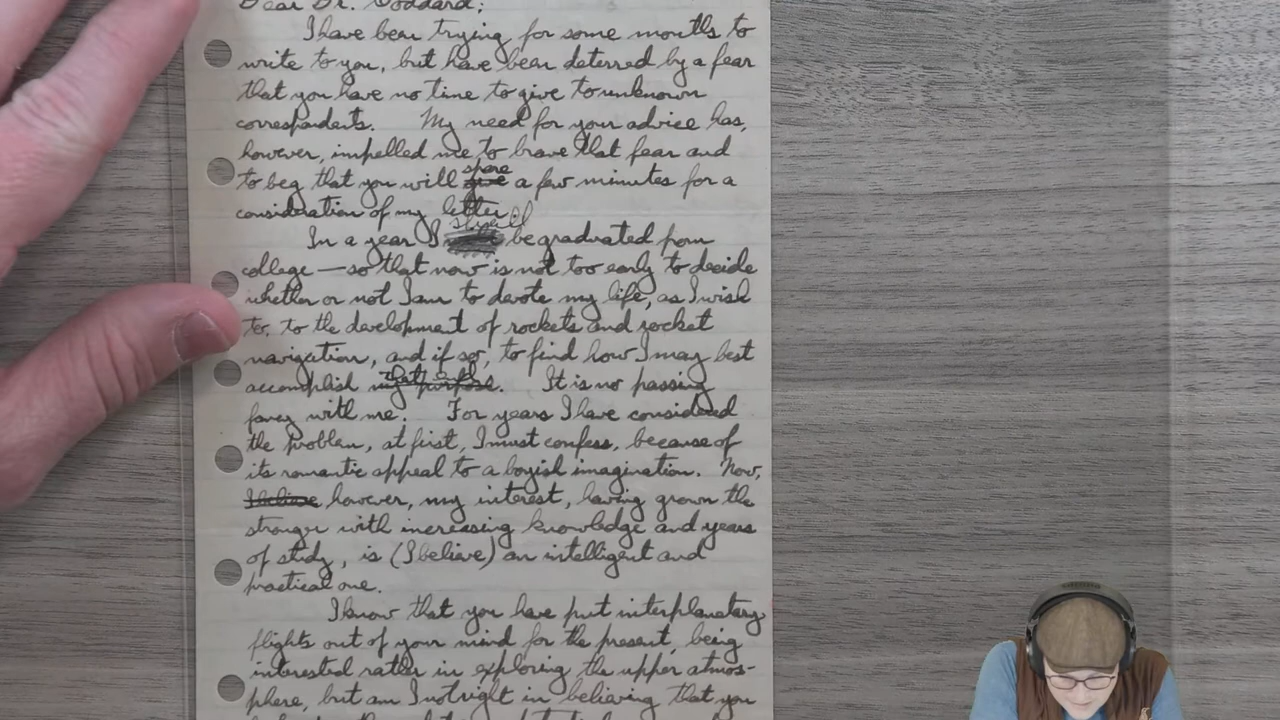 Dear Dr. Goddard:
I have been trying for some months to
write to you, but have been deterred by a fear
that you have no time to give to unknown
correspondents. My need for your advice has,
however, impelled me to brave that fear and
spare
to beg that you will give a few minutes for a
consideration of my letter
should
In a year I be graduated from
college — so that now is not too early to decide
whether or not I am to devote my life, as I wish
to, to the development of rockets and rocket
navigation, and if so, to find how I may best
that end
accomplish my purpose. It is no passing
fancy with me. For years I have considered
the problem, at first, I must confess, because of
its romantic appeal to a boyish imagination. Now,
I believe however, my interest, having grown the
stronger with increasing knowledge and years
of study, is (I believe) an intelligent and
practical one.
I know that you have put interplanetary
flights out of your mind for the present, being
interested rather in exploring the upper atmos-
phere, but am I not right in believing that you